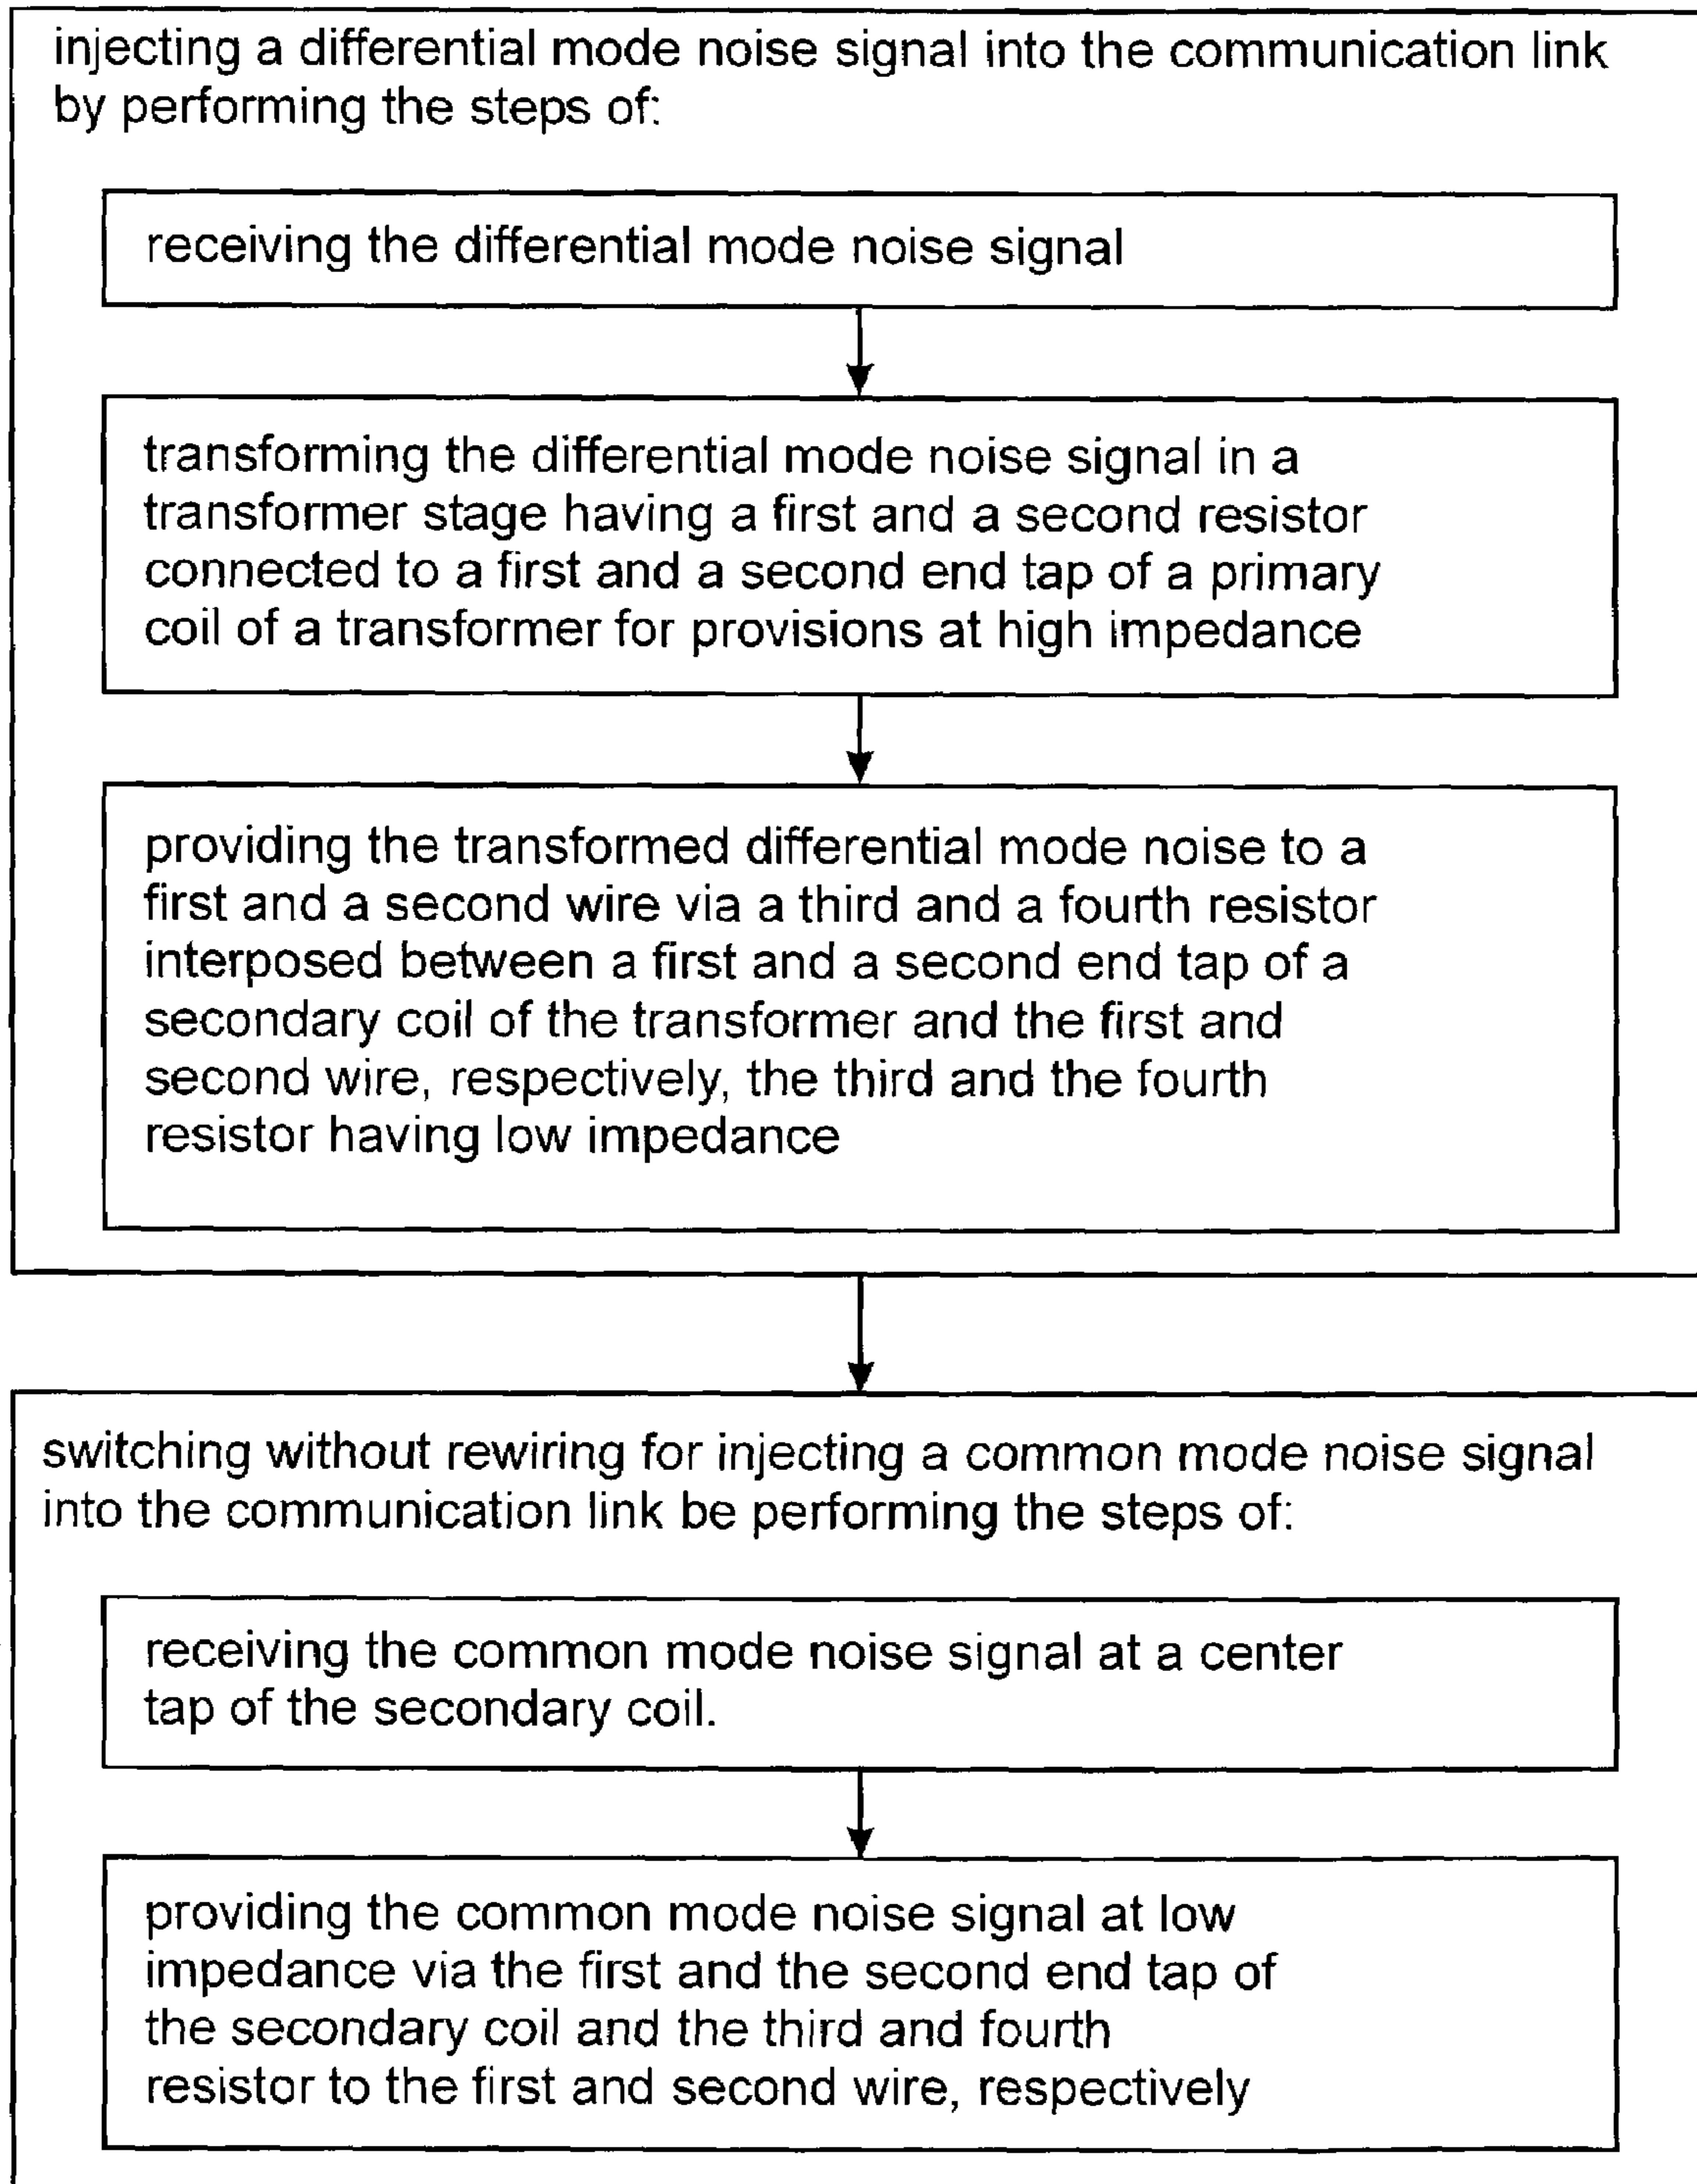 injecting a differential mode noise signal into the communication link
by performing the steps of:
receiving the differential mode noise signal
transforming the differential mode noise signal in a
transformer stage having a first and a second resistor
connected to a first and a second end tap of a primary
coil of a transformer for provisions at high impedance
providing the transformed differential mode noise to a
first and a second wire via a third and a fourth resistor
interposed between a first and a second end tap of a
secondary coil of the transformer and the first and
second wire, respectively, the third and the fourth
resistor having low impedance
switching without rewiring for injecting a common mode noise signal
into the communication link be performing the steps of:
receiving the common mode noise signal at a center
tap of the secondary coil.
providing the common mode noise signal at low
impedance via the first and the second end tap of
the secondary coil and the third and fourth
resistor to the first and second wire, respectively